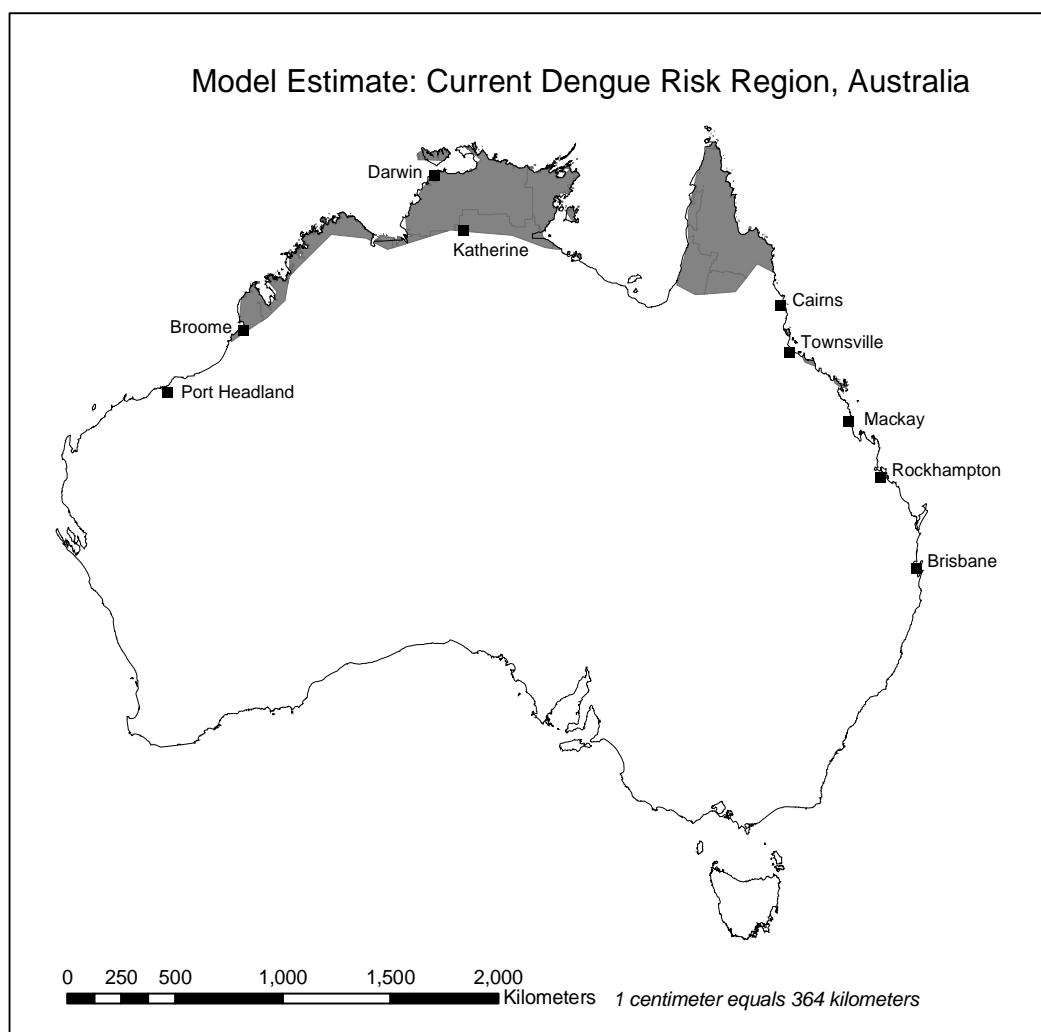 Model Estimate: Current Dengue Risk Region, Australia
Darwin
Katherine
Cairns
Broome
Townsville
Port Headland
Mackay
Rockhampton
Brisbane
0 250 500 1,000 1,500 2,000
Kilometers
1 centimeter equals 364 kilometers